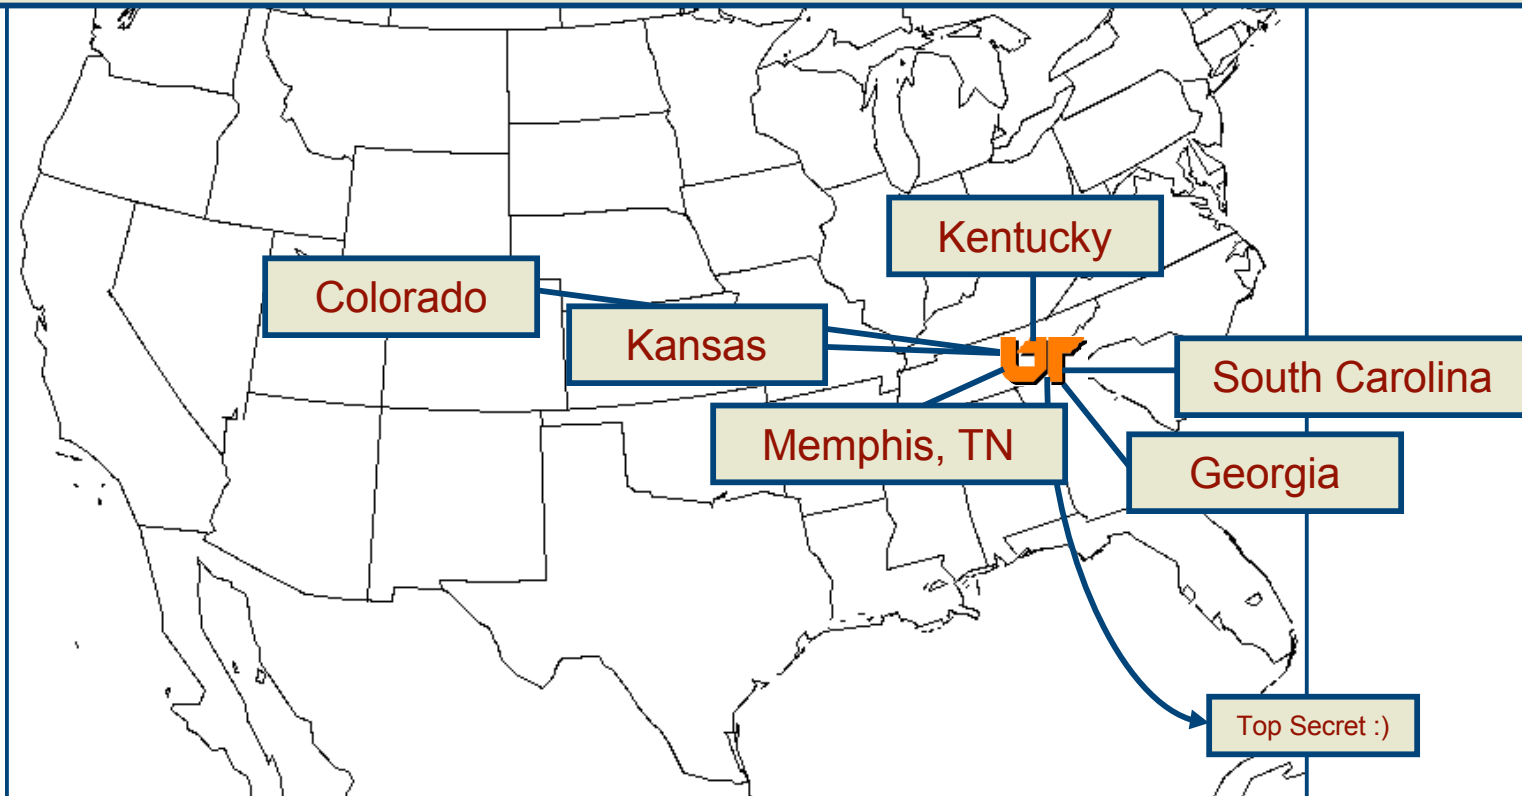 Kentucky
Colorado
Kansas
UT
South Carolina
Memphis, TN
Georgia
Top Secret :)